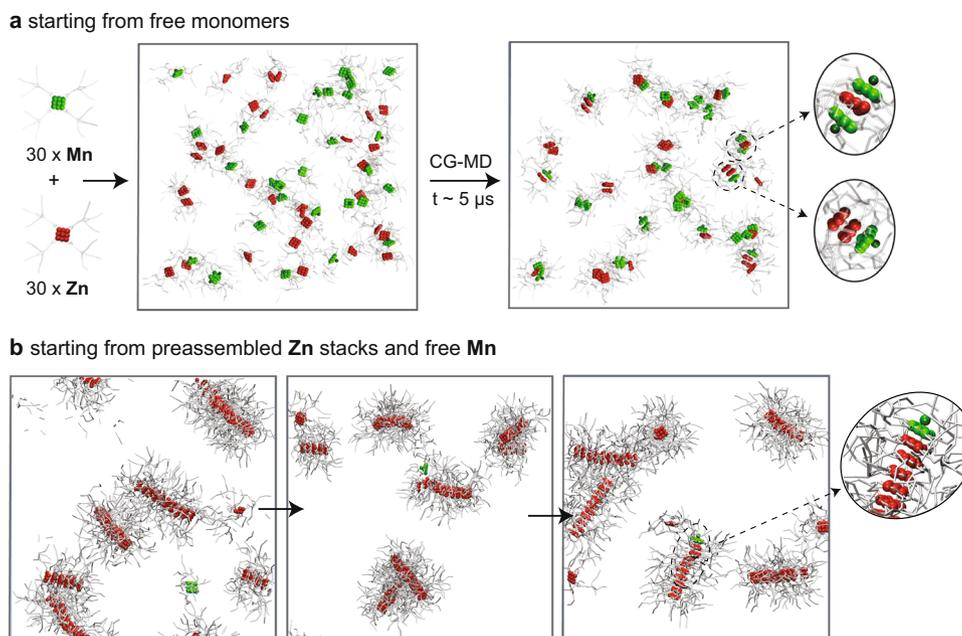 a starting from free monomers
30 x Mn
+
30 x Zn
CG-MD
t ~ 5 µs
b starting from preassembled Zn stacks and free Mn